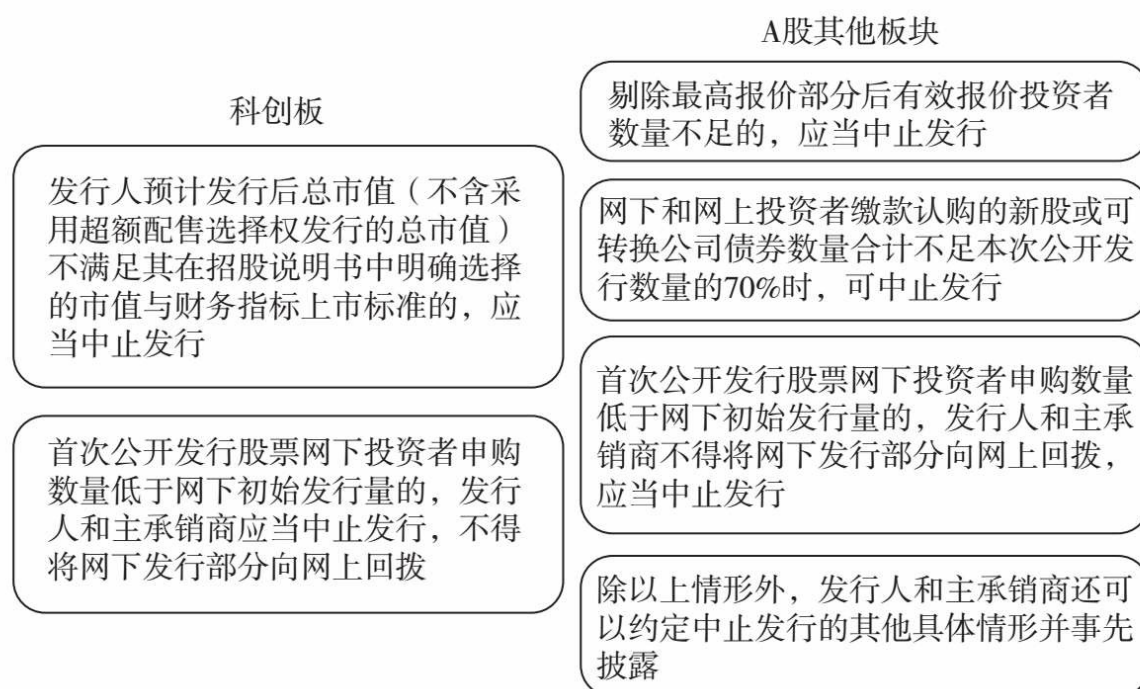 科创板
发行人预计发行后总市值（不含采
用超额配售选择权发行的总市值）
不满足其在招股说明书中明确选择
的市值与财务指标上市标准的，应
当中止发行
首次公开发行股票网下投资者申购
数量低于网下初始发行量的，发行
人和主承销商应当中止发行，不得
将网下发行部分向网上回拨
A股其他板块
剔除最高报价部分后有效报价投资者
数量不足的，应当中止发行
网下和网上投资者缴款认购的新股或可
转换公司债券数量合计不足本次公开发
行数量的70%时，可中止发行
首次公开发行股票网下投资者申购数量
低于网下初始发行量的，发行人和主承
销商不得将网下发行部分向网上回拨，
应当中止发行
除以上情形外，发行人和主承销商还可
以约定中止发行的其他具体情形并事先
披露